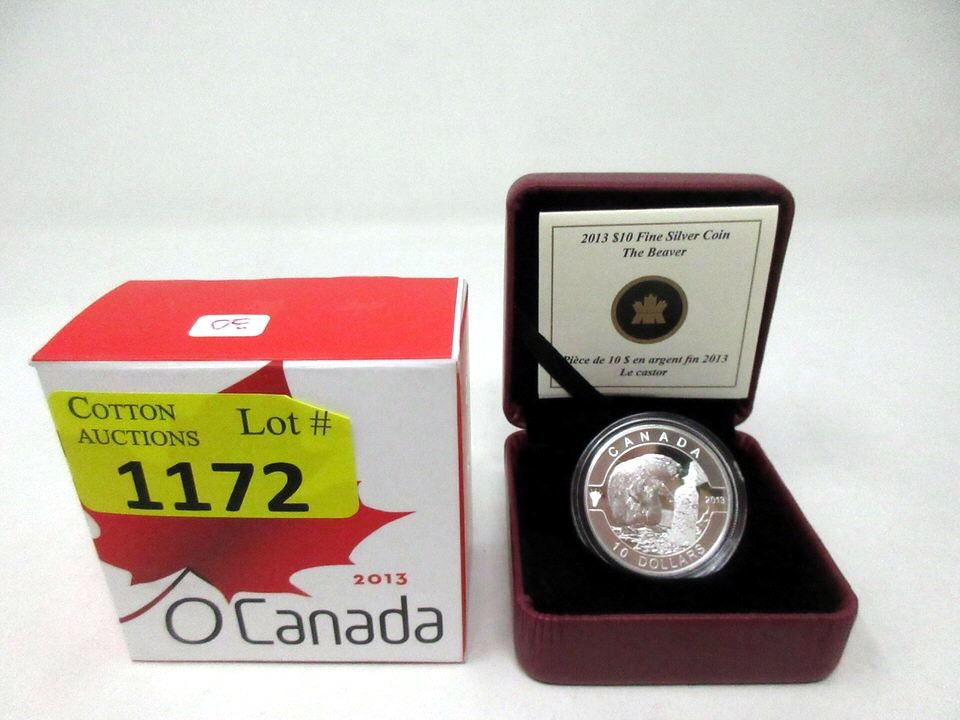 COTTON
AUCTIONS
Lot #
1172
2013
O Canada
2013 $10 Fine Silver Coin
The Beaver
Pièce de 10 $ en argent fin 2013
Le castor
CANADA
2013
10 DOLLARS